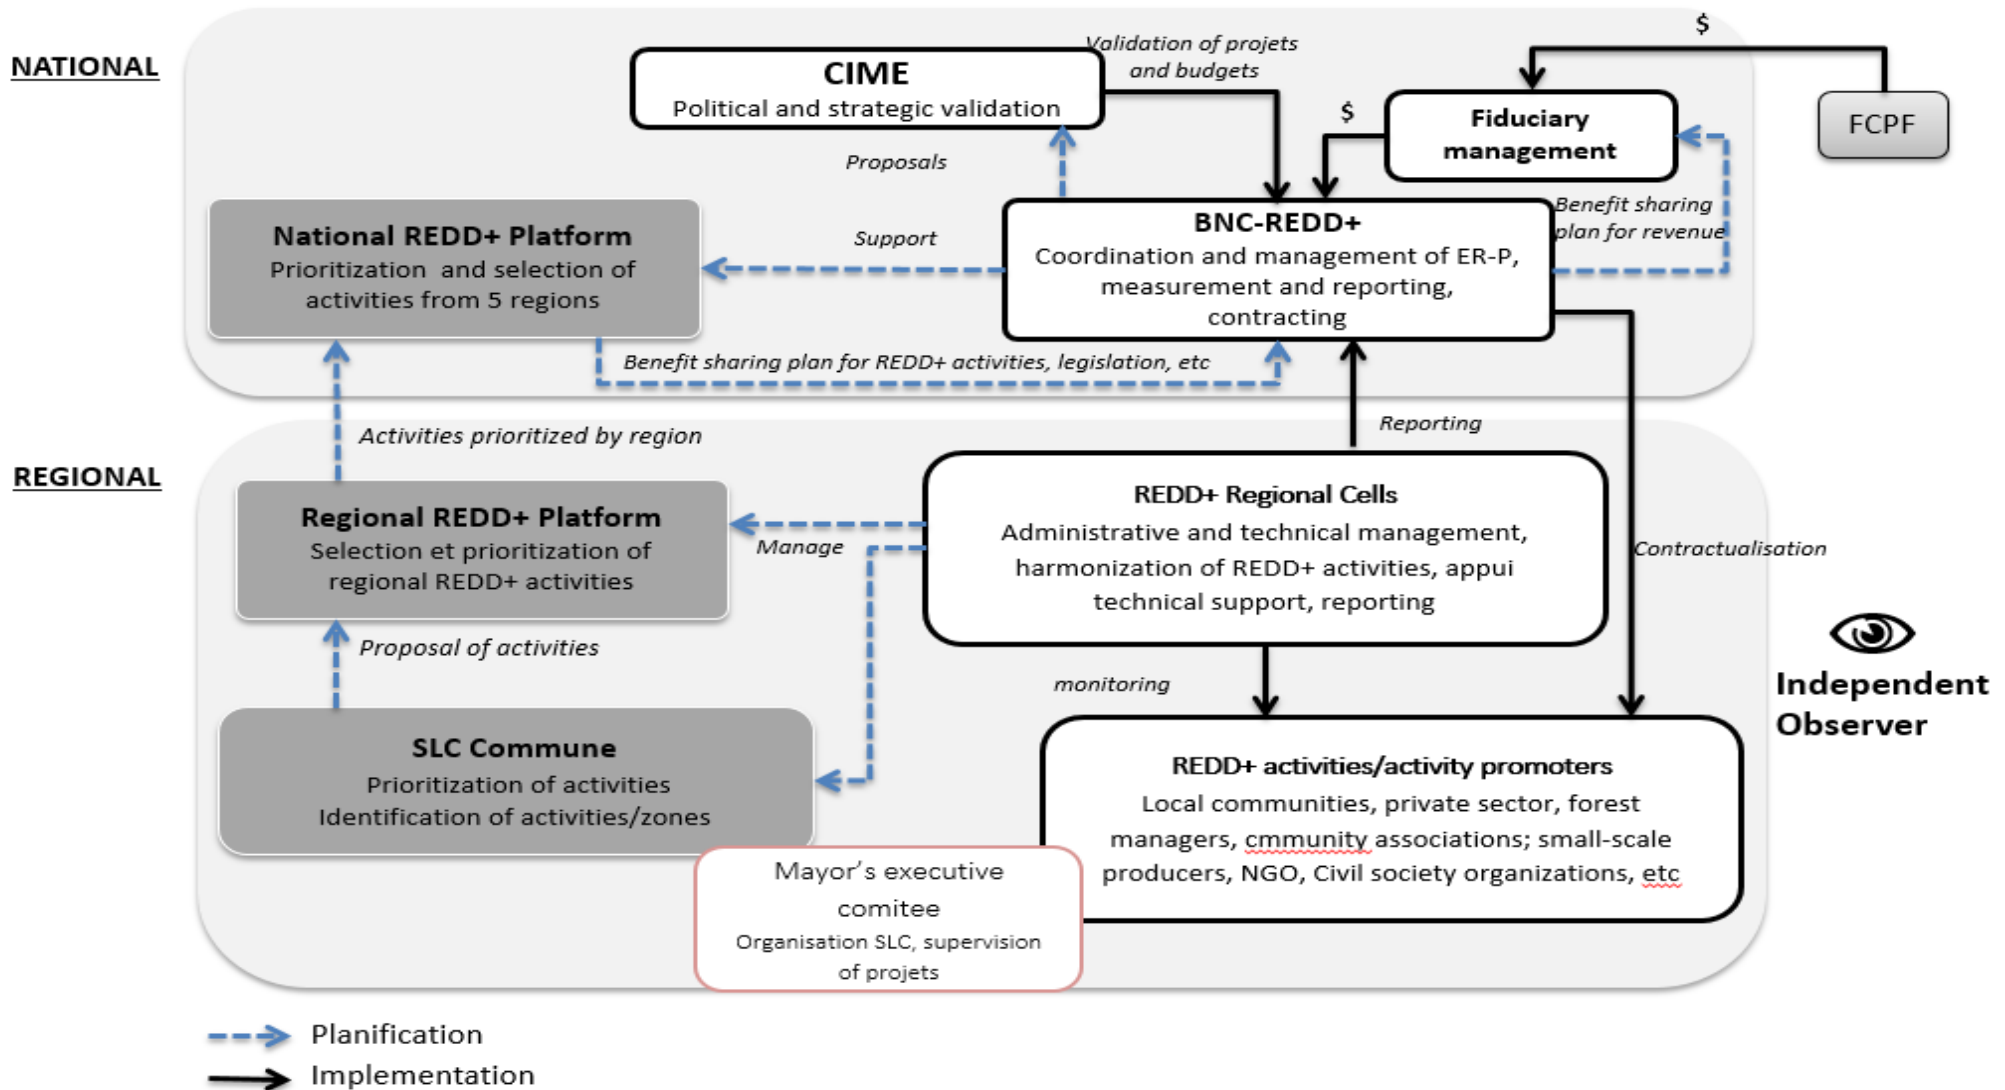 NATIONAL
CIME
Political and strategic validation
Validation of projets
and budgets
$
$
Fiduciary
management
FCPF
Proposals
National REDD+ Platform
Prioritization and selection of
activities from 5 regions
Support
BNC-REDD+
Coordination and management of ER-P,
measurement and reporting,
contracting
Benefit sharing
plan for revenue
Benefit sharing plan for REDD+ activities, legislation, etc
Activities prioritized by region
Reporting
REGIONAL
Regional REDD+ Platform
Selection et prioritization of
regional REDD+ activities
Manage
REDD+ Regional Cells
Administrative and technical management,
harmonization of REDD+ activities, appui
technical support, reporting
Contractualisation
Proposal of activities
monitoring
Independent
Observer
SLC Commune
Prioritization of activities
Identification of activities/zones
REDD+ activities/activity promoters
Local communities, private sector, forest
managers, cmmunity associations; small-scale
producers, NGO, Civil society organizations, etc
Mayor's executive
comitee
Organisation SLC, supervision
of projets
Planification
Implementation